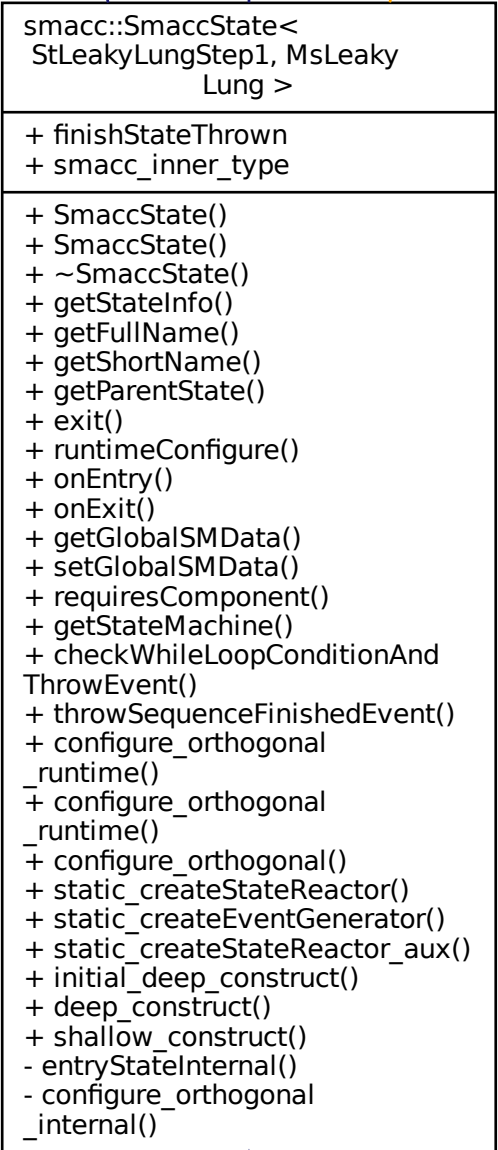 smacc::SmaccState<
StLeakyLungStep1, MsLeaky
Lung >
+ finishStateThrown
+ smacc_inner_type
+ SmaccState()
+ SmaccState()
+ ~SmaccState()
+ getStateInfo()
+ getFullName()
+ getShortName()
+ getParentState()
+ exit()
+ runtimeConfigure()
+ onEntry()
+ onExit()
+ getGlobalSMData()
+ setGlobalSMData()
+ requiresComponent()
+ getStateMachine()
+ checkWhileLoopConditionAnd
ThrowEvent()
+ throwSequenceFinishedEvent()
+ configure_orthogonal
_runtime()
+ configure_orthogonal
_runtime()
+ configure_orthogonal()
+ static_createStateReactor()
+ static_createEventGenerator()
+ static_createStateReactor_aux()
+ initial_deep_construct()
+ deep_construct()
+ shallow_construct()
- entryStateInternal()
- configure_orthogonal
_internal()